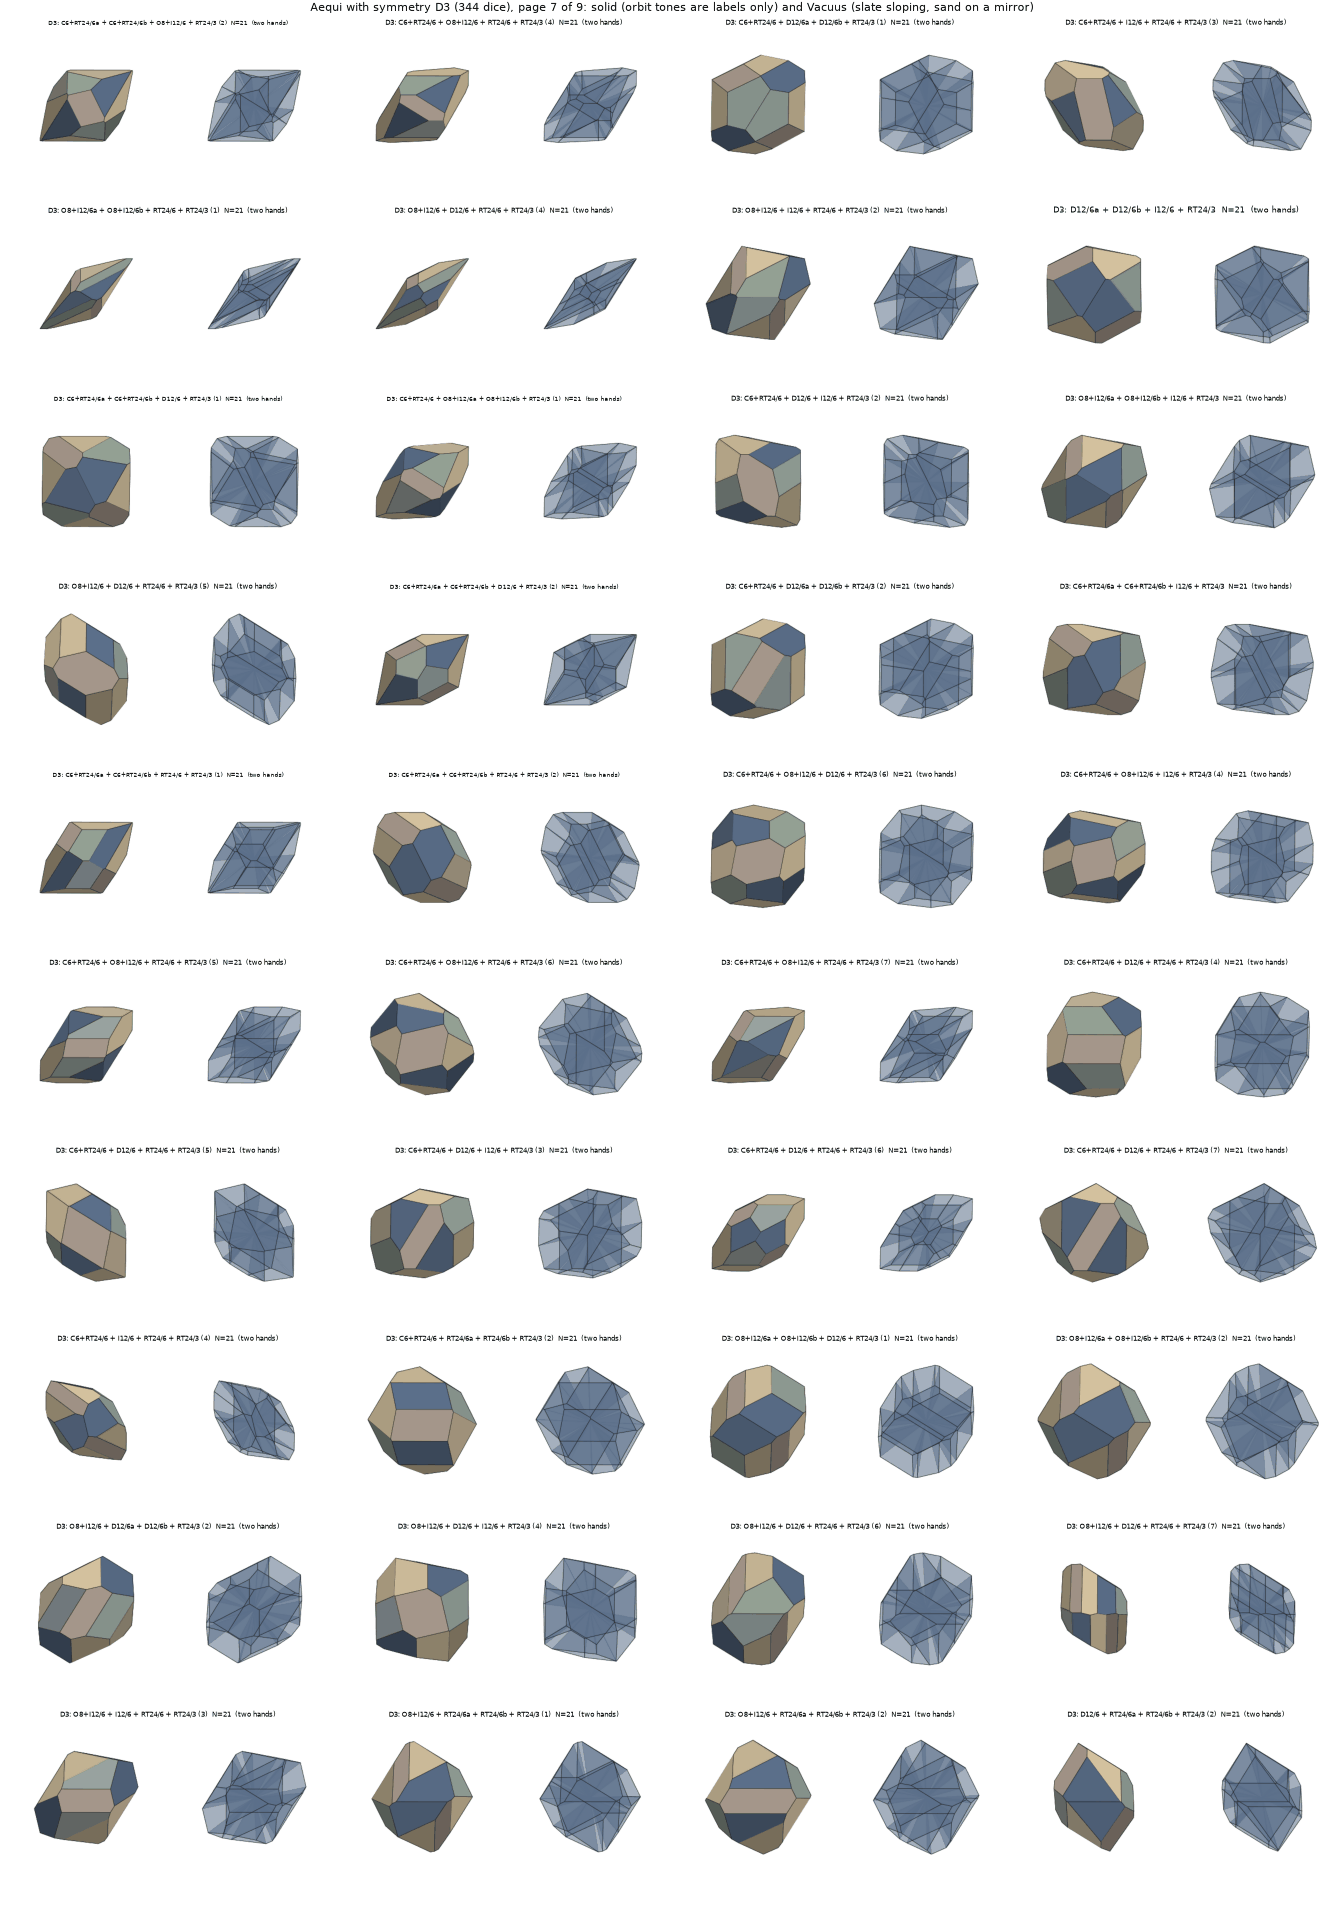 Aequi with symmetry D3 (344 dice), page 7 of 9: solid (orbit tones are labels only) and Vacuus (slate sloping, sand on a mirror)
D3: C6+RT24/6a + C6+RT24/6b + O8+I12/6 + RT24/3 (2)  N=21  (two hands)
D3: C6+RT24/6 + O8+I12/6 + RT24/6 + RT24/3 (4)  N=21  (two hands)
D3: C6+RT24/6 + D12/6a + D12/6b + RT24/3 (1)  N=21  (two hands)
D3: C6+RT24/6 + I12/6 + RT24/6 + RT24/3 (3)  N=21  (two hands)
D3: O8+I12/6a + O8+I12/6b + RT24/6 + RT24/3 (1)  N=21  (two hands)
D3: O8+I12/6 + D12/6 + RT24/6 + RT24/3 (4)  N=21  (two hands)
D3: O8+I12/6 + I12/6 + RT24/6 + RT24/3 (2)  N=21  (two hands)
D3: D12/6a + D12/6b + I12/6 + RT24/3  N=21  (two hands)
D3: C6+RT24/6a + C6+RT24/6b + D12/6 + RT24/3 (1)  N=21  (two hands)
D3: C6+RT24/6 + O8+I12/6a + O8+I12/6b + RT24/3 (1)  N=21  (two hands)
D3: C6+RT24/6 + D12/6 + I12/6 + RT24/3 (2)  N=21  (two hands)
D3: O8+I12/6a + O8+I12/6b + I12/6 + RT24/3  N=21  (two hands)
D3: O8+I12/6 + D12/6 + RT24/6 + RT24/3 (5)  N=21  (two hands)
D3: C6+RT24/6a + C6+RT24/6b + D12/6 + RT24/3 (2)  N=21  (two hands)
D3: C6+RT24/6 + D12/6a + D12/6b + RT24/3 (2)  N=21  (two hands)
D3: C6+RT24/6a + C6+RT24/6b + I12/6 + RT24/3  N=21  (two hands)
D3: C6+RT24/6a + C6+RT24/6b + RT24/6 + RT24/3 (1)  N=21  (two hands)
D3: C6+RT24/6a + C6+RT24/6b + RT24/6 + RT24/3 (2)  N=21  (two hands)
D3: C6+RT24/6 + O8+I12/6 + D12/6 + RT24/3 (6)  N=21  (two hands)
D3: C6+RT24/6 + O8+I12/6 + I12/6 + RT24/3 (4)  N=21  (two hands)
D3: C6+RT24/6 + O8+I12/6 + RT24/6 + RT24/3 (5)  N=21  (two hands)
D3: C6+RT24/6 + O8+I12/6 + RT24/6 + RT24/3 (6)  N=21  (two hands)
D3: C6+RT24/6 + O8+I12/6 + RT24/6 + RT24/3 (7)  N=21  (two hands)
D3: C6+RT24/6 + D12/6 + RT24/6 + RT24/3 (4)  N=21  (two hands)
D3: C6+RT24/6 + D12/6 + RT24/6 + RT24/3 (5)  N=21  (two hands)
D3: C6+RT24/6 + D12/6 + I12/6 + RT24/3 (3)  N=21  (two hands)
D3: C6+RT24/6 + D12/6 + RT24/6 + RT24/3 (6)  N=21  (two hands)
D3: C6+RT24/6 + D12/6 + RT24/6 + RT24/3 (7)  N=21  (two hands)
D3: C6+RT24/6 + I12/6 + RT24/6 + RT24/3 (4)  N=21  (two hands)
D3: C6+RT24/6 + RT24/6a + RT24/6b + RT24/3 (2)  N=21  (two hands)
D3: O8+I12/6a + O8+I12/6b + D12/6 + RT24/3 (1)  N=21  (two hands)
D3: O8+I12/6a + O8+I12/6b + RT24/6 + RT24/3 (2)  N=21  (two hands)
D3: O8+I12/6 + D12/6a + D12/6b + RT24/3 (2)  N=21  (two hands)
D3: O8+I12/6 + D12/6 + I12/6 + RT24/3 (4)  N=21  (two hands)
D3: O8+I12/6 + D12/6 + RT24/6 + RT24/3 (6)  N=21  (two hands)
D3: O8+I12/6 + D12/6 + RT24/6 + RT24/3 (7)  N=21  (two hands)
D3: O8+I12/6 + I12/6 + RT24/6 + RT24/3 (3)  N=21  (two hands)
D3: O8+I12/6 + RT24/6a + RT24/6b + RT24/3 (1)  N=21  (two hands)
D3: O8+I12/6 + RT24/6a + RT24/6b + RT24/3 (2)  N=21  (two hands)
D3: D12/6 + RT24/6a + RT24/6b + RT24/3 (2)  N=21  (two hands)